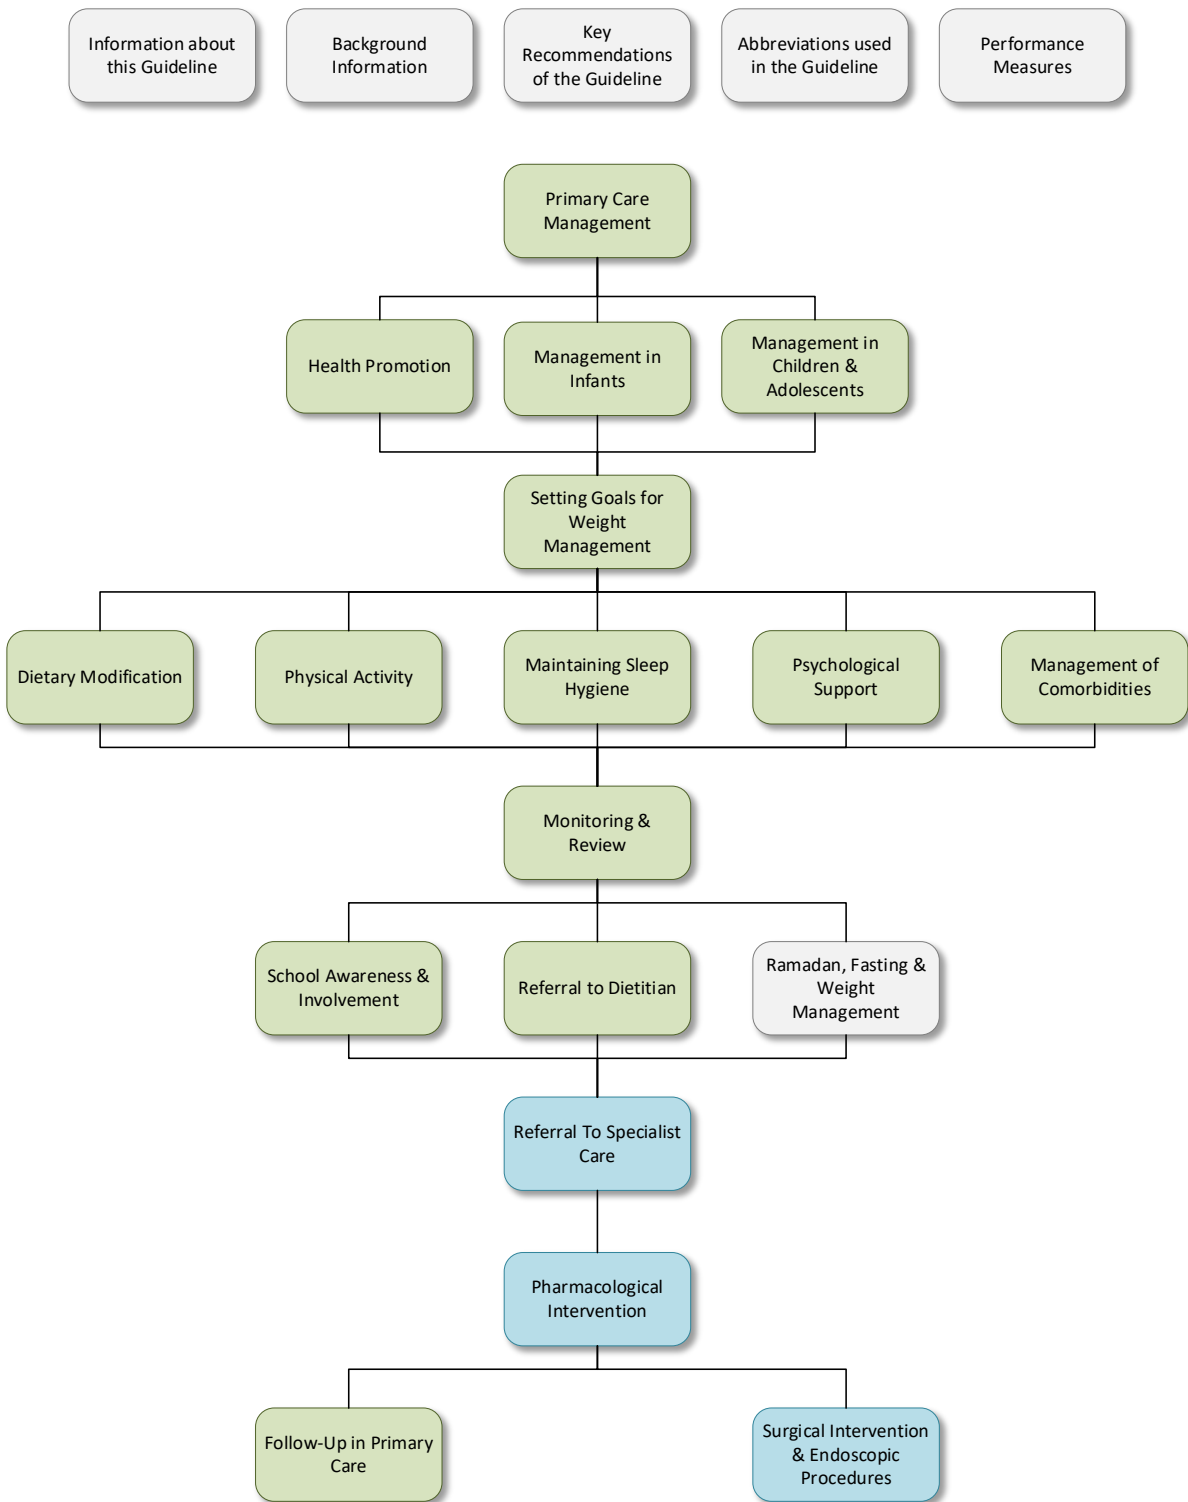 Information about
this Guideline
Background
Information
Key
Recommendations
of the Guideline
Abbreviations used
in the Guideline
Performance
Measures
Primary Care
Management
Health Promotion
Management in
Infants
Management in
Children &
Adolescents
Setting Goals for
Weight
Management
Dietary Modification
Physical Activity
Maintaining Sleep
Hygiene
Psychological
Support
Management of
Comorbidities
Monitoring &
Review
School Awareness &
Involvement
Referral to Dietitian
Ramadan, Fasting &
Weight
Management
Referral To Specialist
Care
Pharmacological
Intervention
Follow-Up in Primary
Care
Surgical Intervention
& Endoscopic
Procedures